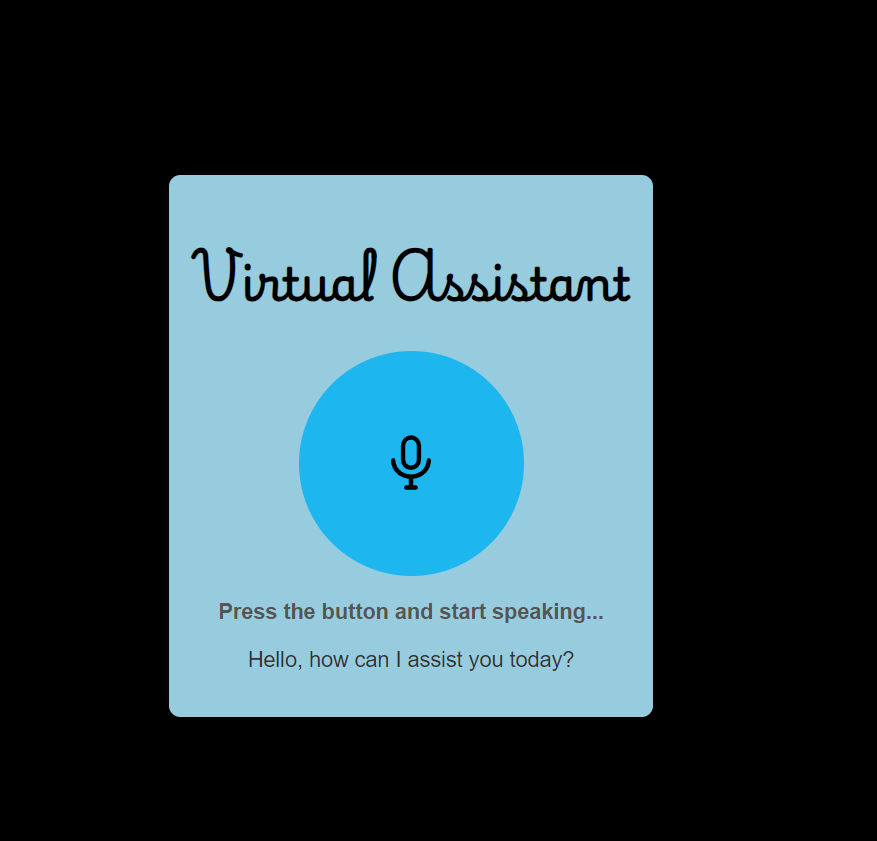 Virtual Assistant
Press the button and start speaking...
Hello, how can I assist you today?